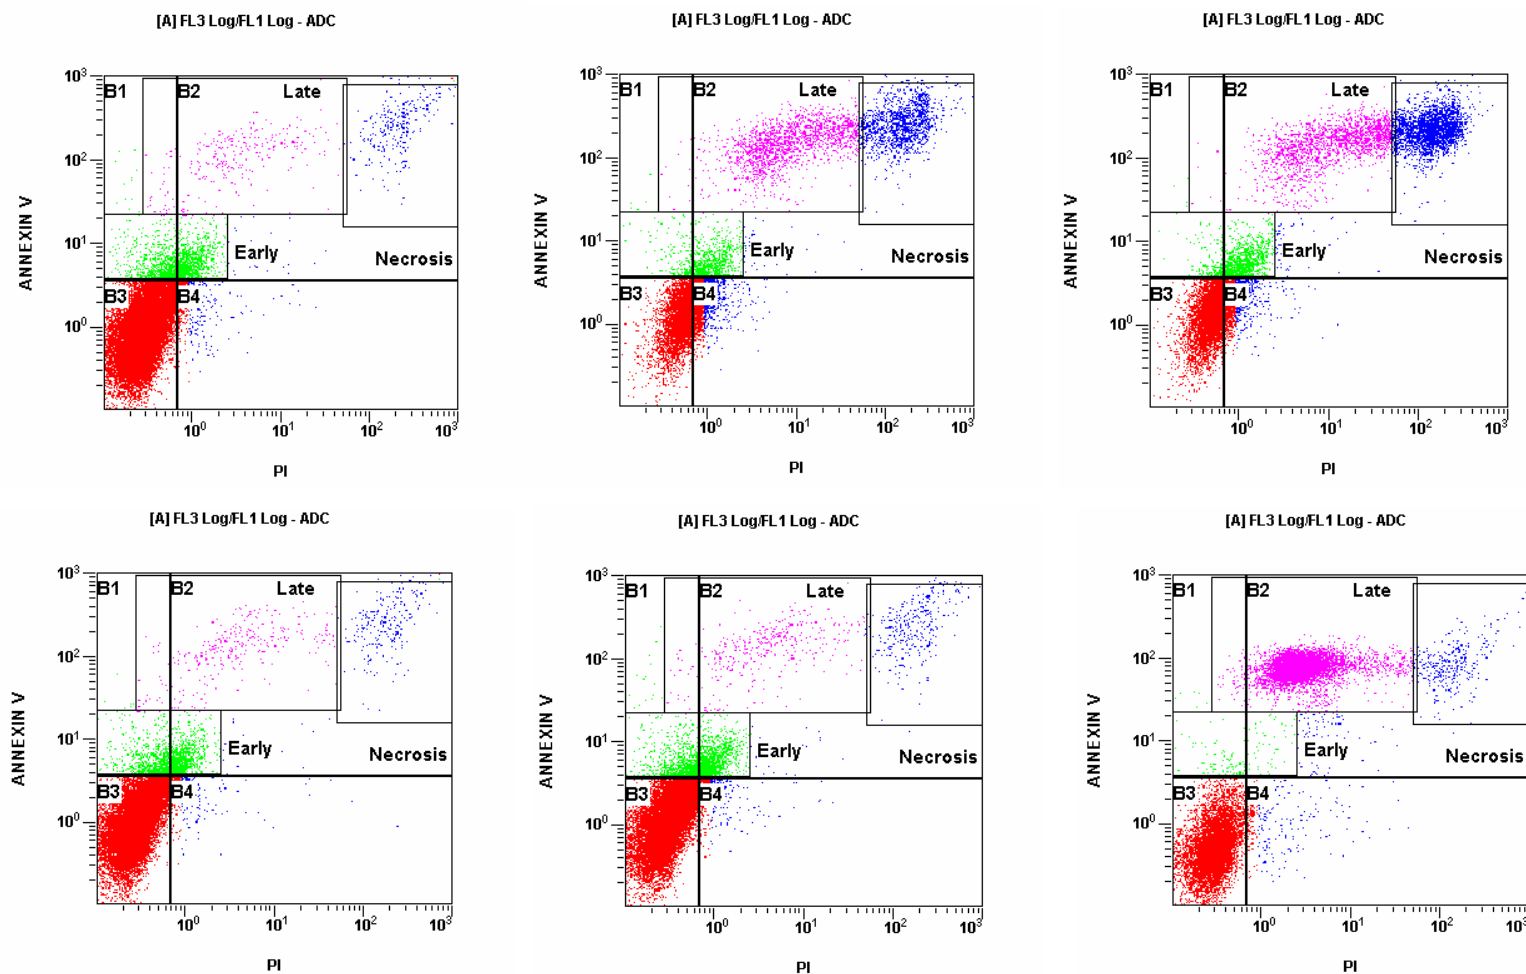 [A] FL3 Log/FL1 Log - ADC
10³
B1
B2
Late
10²
ANNEXIN V
10¹
Early
Necrosis
B3
B4
10⁰
10⁰
10¹
10²
10³
PI
[A] FL3 Log/FL1 Log - ADC
10³
B1
B2
Late
10²
ANNEXIN V
10¹
Early
Necrosis
B3
B4
10⁰
10⁰
10¹
10²
10³
PI
[A] FL3 Log/FL1 Log - ADC
10³
B1
B2
Late
10²
ANNEXIN V
10¹
Early
Necrosis
B3
B4
10⁰
10⁰
10¹
10²
10³
PI
[A] FL3 Log/FL1 Log - ADC
10³
B1
B2
Late
10²
ANNEXIN V
10¹
Early
Necrosis
B3
B4
10⁰
10⁰
10¹
10²
10³
PI
[A] FL3 Log/FL1 Log - ADC
10³
B1
B2
Late
10²
ANNEXIN V
10¹
Early
Necrosis
B3
B4
10⁰
10⁰
10¹
10²
10³
PI
[A] FL3 Log/FL1 Log - ADC
10³
B1
B2
Late
10²
ANNEXIN V
10¹
Early
Necrosis
B3
B4
10⁰
10⁰
10¹
10²
10³
PI